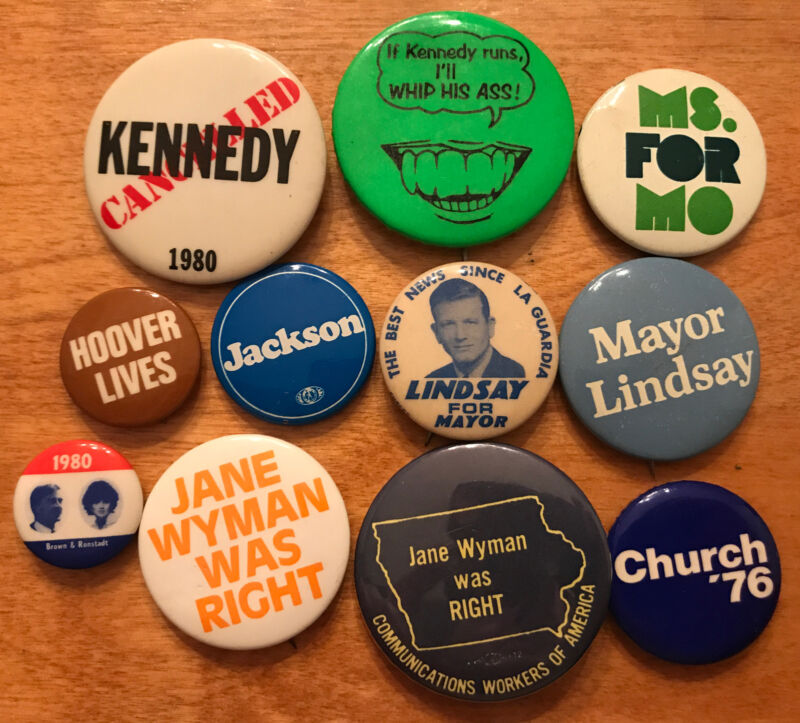 KENNEDY
CANCELLED
1980
If Kennedy runs,
I'll
WHIP HIS ASS!
MS.
FOR
MO
HOOVER
LIVES
Jackson
THE BEST NEWS SINCE LA GUARDIA
LINDSAY
FOR
MAYOR
Mayor
Lindsay
1980
Brown & Ronstadt
JANE
WYMAN
WAS
RIGHT
Jane Wyman
was
RIGHT
COMMUNICATIONS WORKERS OF AMERICA
Church
'76